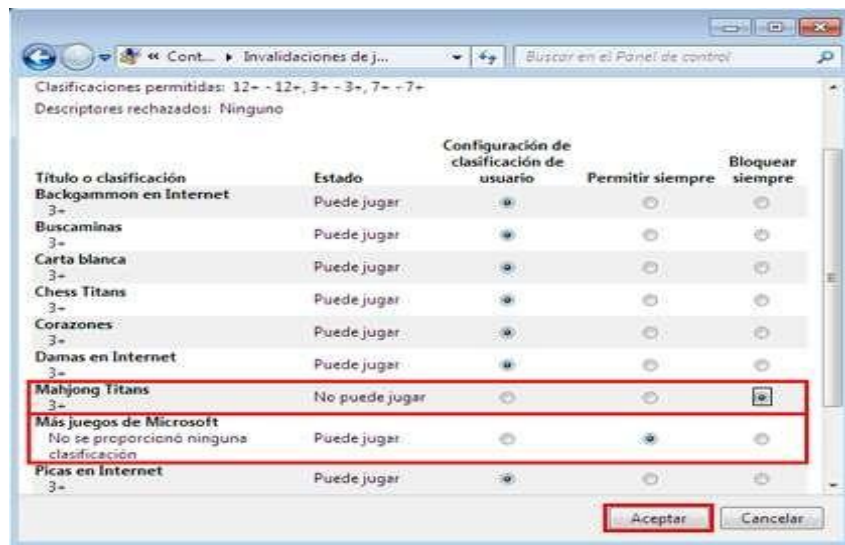 « Cont... ▸ Invalidaciones de j... Buscar en el Panel de control
Clasificaciones permitidas: 12+ - 12+, 3+ - 3+, 7+ - 7+
Descriptores rechazados: Ninguno
Título o clasificación Estado Configuración de clasificación de usuario Permitir siempre Bloquear siempre
Backgammon en Internet
3+ Puede jugar
Buscaminas
3+ Puede jugar
Carta blanca
3+ Puede jugar
Chess Titans
3+ Puede jugar
Corazones
3+ Puede jugar
Damas en Internet
3+ Puede jugar
Mahjong Titans
3+ No puede jugar
Más juegos de Microsoft
No se proporcionó ninguna Puede jugar
clasificación
Picas en Internet
3+ Puede jugar
Aceptar Cancelar